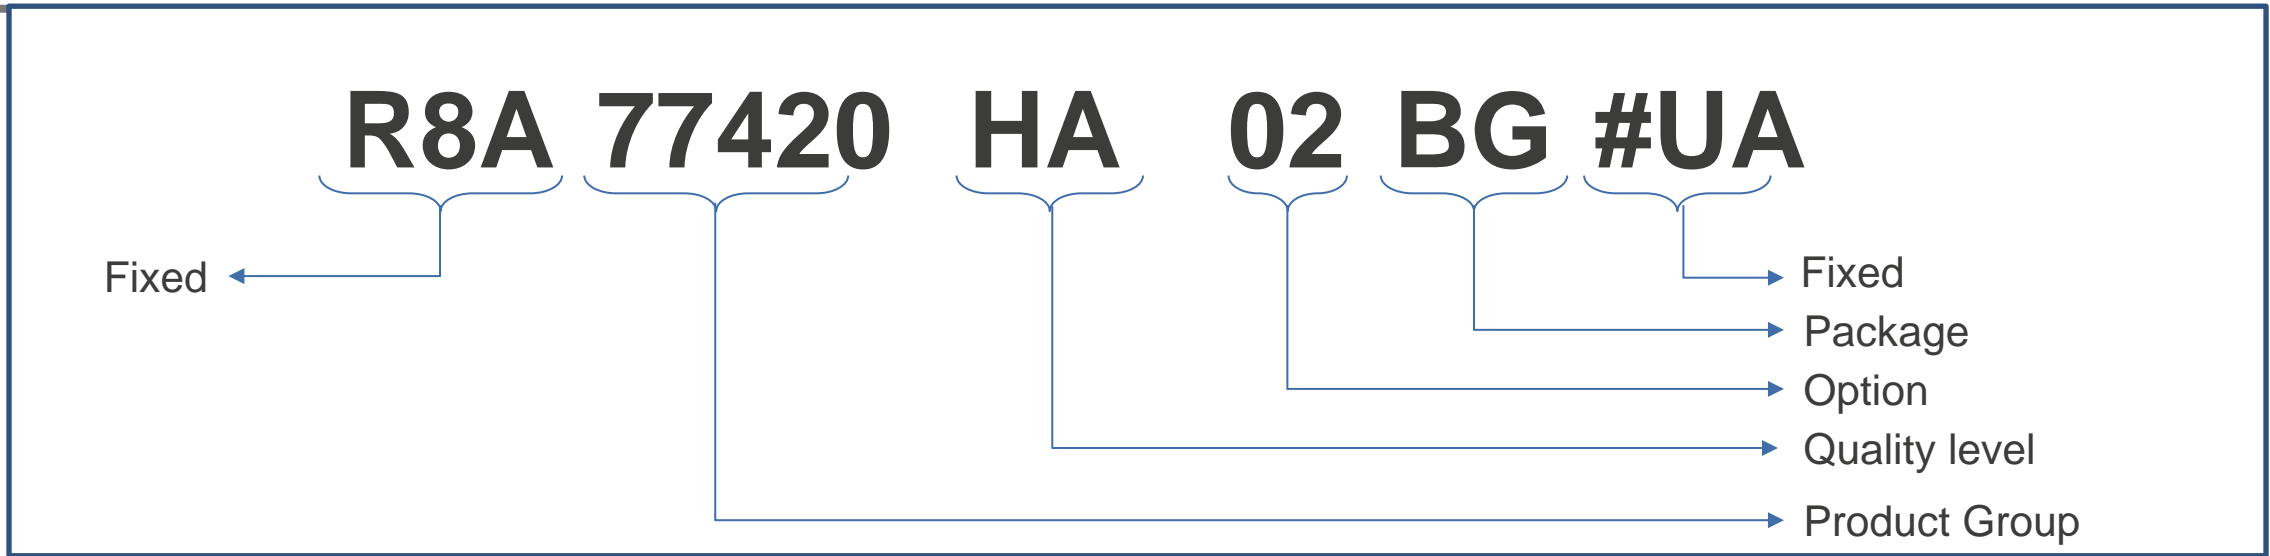 R8A 77420 HA 02 BG #UA
Fixed
Fixed
Package
Option
Quality level
Product Group